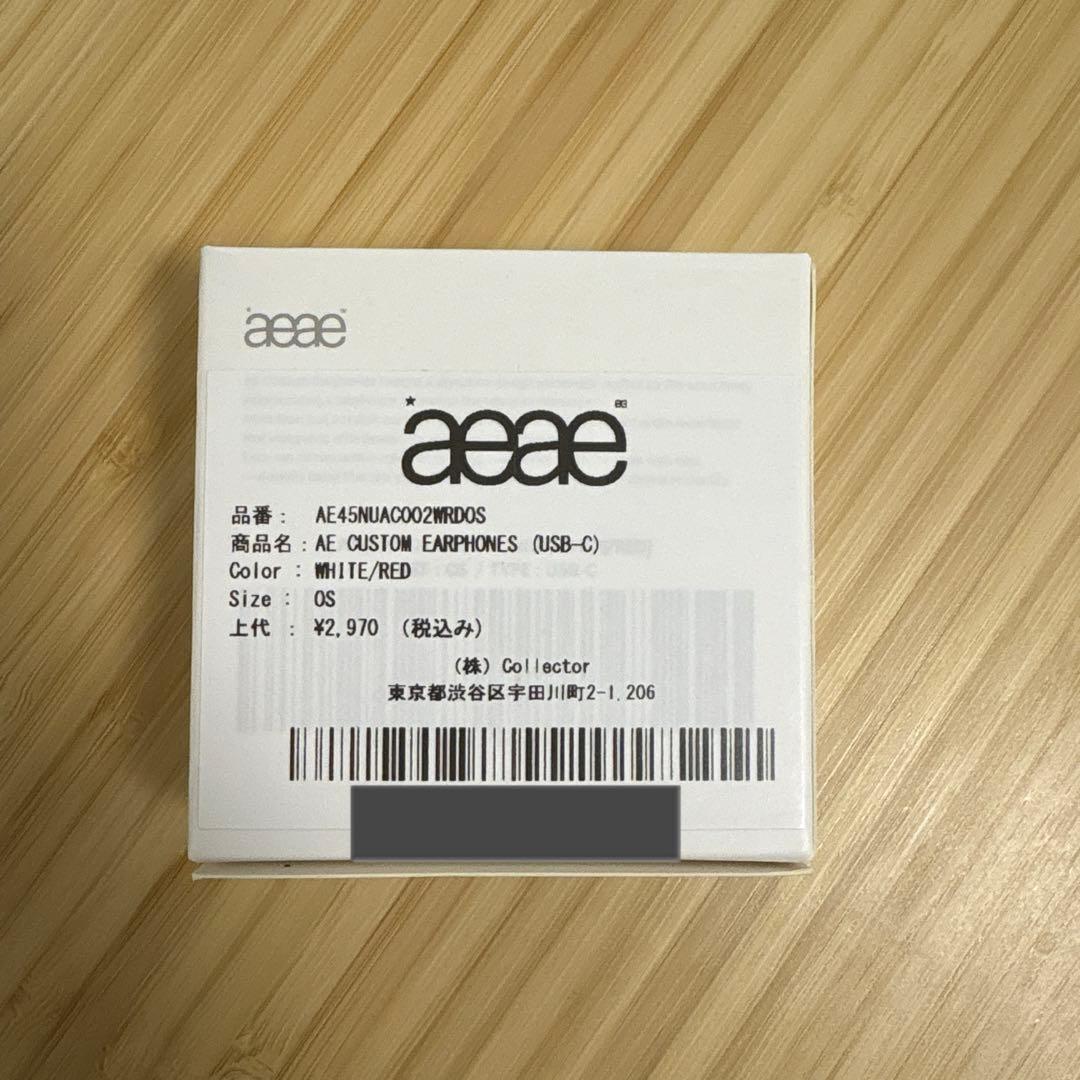 aeae
aeae
品番 : AE45NUAC002WRDOS
商品名 : AE CUSTOM EARPHONES (USB-C)
Color : WHITE/RED
Size : OS
上代 : ¥2,970 (税込み)
(株) Collector
東京都渋谷区宇田川町2-1, 206